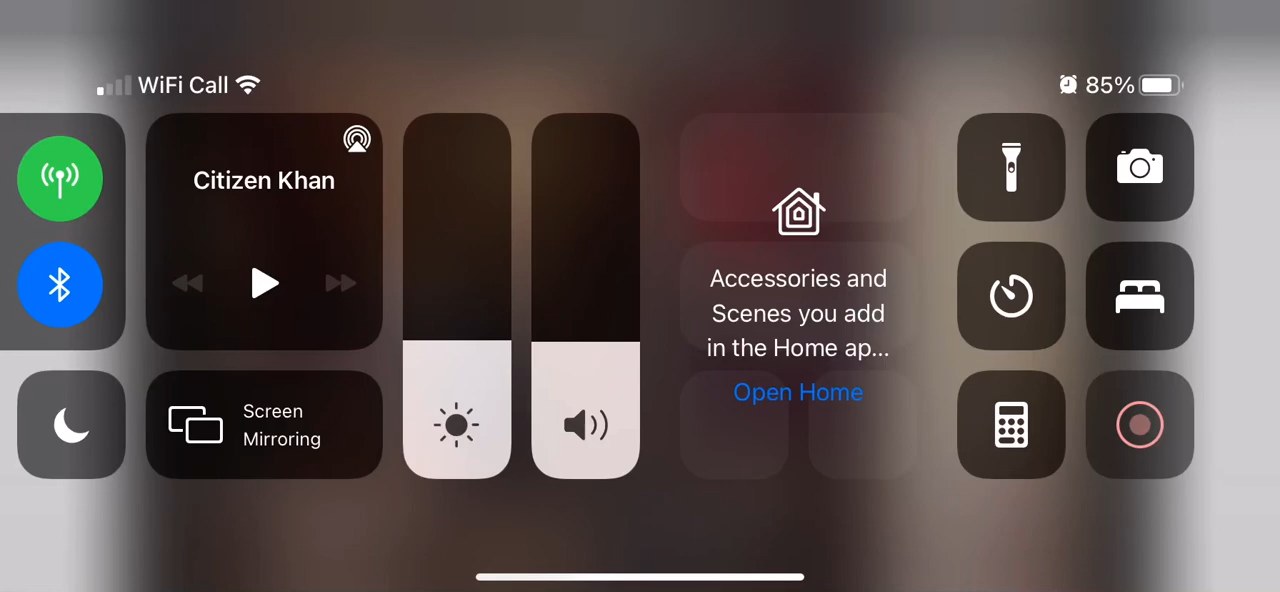 WiFi Call
85%
Citizen Khan
Screen
Mirroring
Accessories and
Scenes you add
in the Home ap...
Open Home